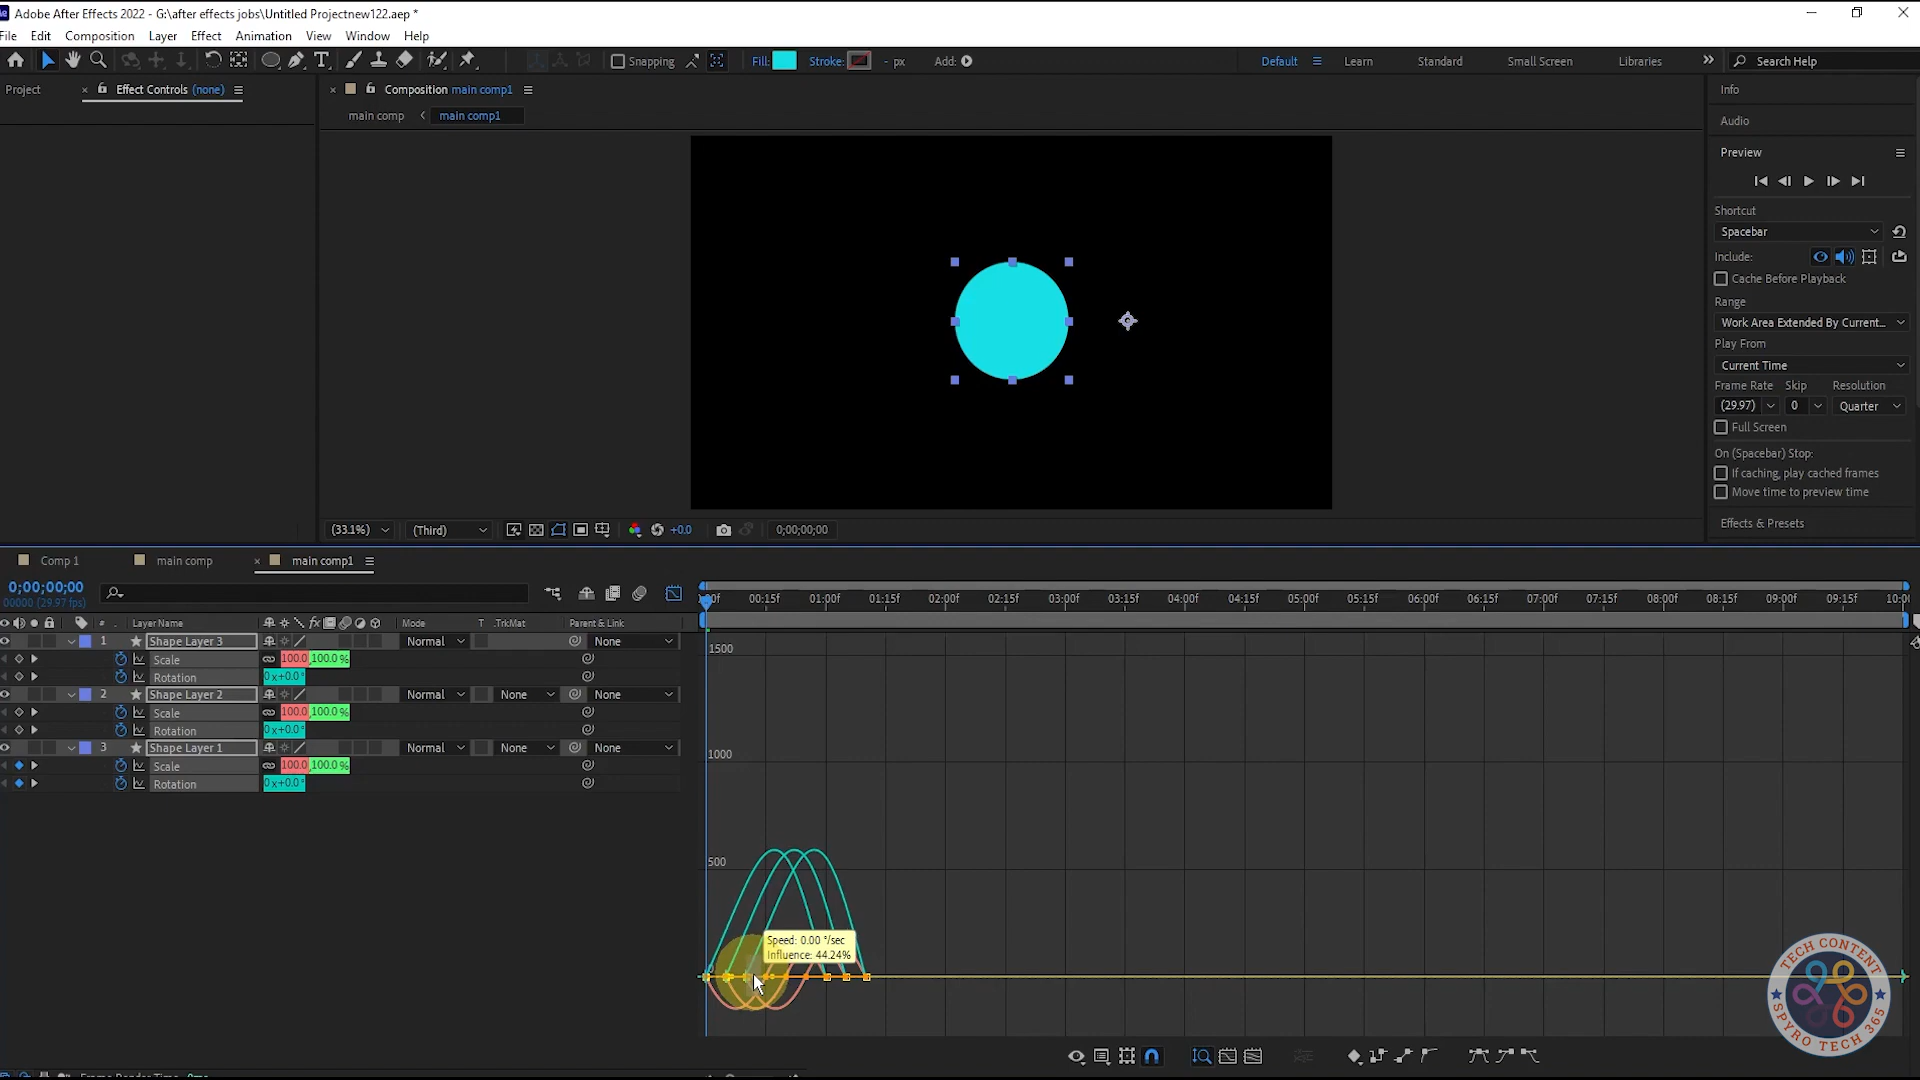 Adobe After Effects 2022 - G:\after effects jobs\Untitled Projectnew122.aep *
File Edit Composition Layer Effect Animation View Window Help
Snapping Fill: Stroke: - px Add: Default Learn Standard Small Screen Libraries Search Help
Project Effect Controls (none) Composition main comp1
main comp main comp1
Info
Audio
Preview
Shortcut
Spacebar
Include:
Cache Before Playback
Range
Work Area Extended By Current...
Play From
Current Time
Frame Rate Skip Resolution
(29.97) 0 Quarter
Full Screen
On (Spacebar) Stop:
If caching, play cached frames
Move time to preview time
Effects & Presets
(33.1%) (Third) +0.0 0;00;00;00
Comp 1 main comp main comp1
0;00;00;00
00000 (29.97 fps)
00:15f 01:00f 01:15f 02:00f 02:15f 03:00f 03:15f 04:00f 04:15f 05:00f 05:15f 06:00f 06:15f 07:00f 07:15f 08:00f 08:15f 09:00f 09:15f
# Layer Name Mode T .TrkMat Parent & Link
1 Shape Layer 3 Normal None
Scale 100.0, 100.0 %
Rotation 0x+0.0°
2 Shape Layer 2 Normal None None
Scale 100.0, 100.0 %
Rotation 0x+0.0°
3 Shape Layer 1 Normal None None
Scale 100.0, 100.0 %
Rotation 0x+0.0°
1500
1000
500
Speed: 0.00 °/sec
Influence: 44.24%
TECH CONTENT
SPYRO TECH 365
Frame Render Time 0ms